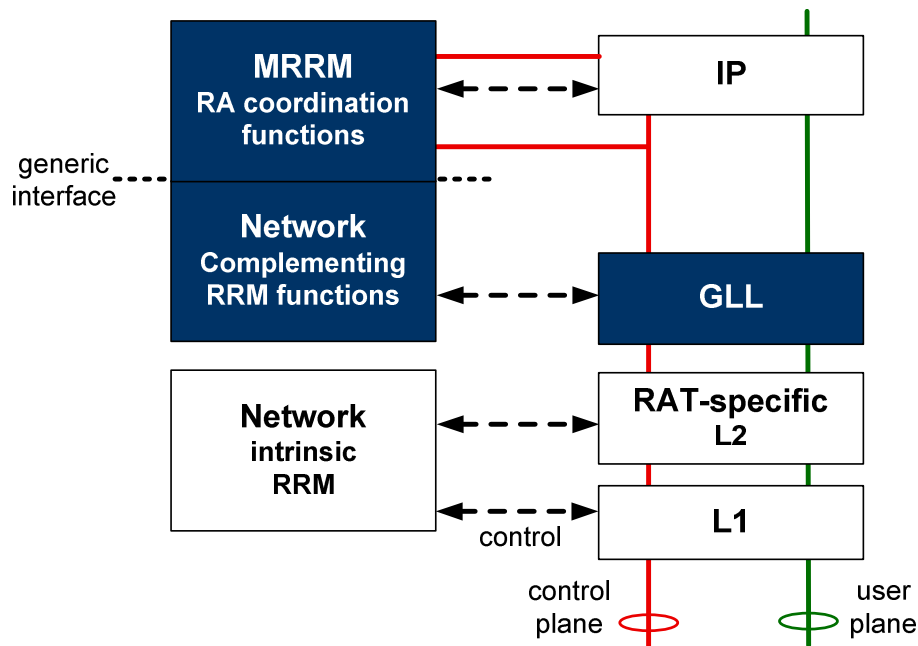 MRRM
RA coordination
functions
IP
generic
interface
Network
Complementing
RRM functions
GLL
Network
intrinsic
RRM
RAT-specific
L2
L1
control
control
plane
user
plane